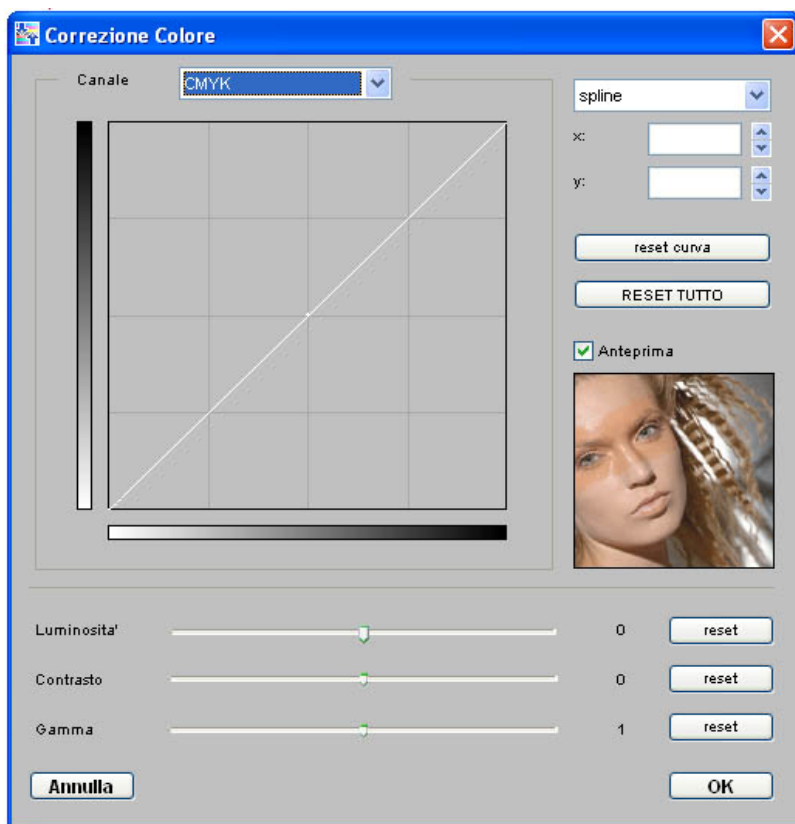 Correzione Colore
Canale
CMYK
spline
x:
y:
reset curva
RESET TUTTO
Anteprima
Luminosita' 0 reset
Contrasto 0 reset
Gamma 1 reset
Annulla OK